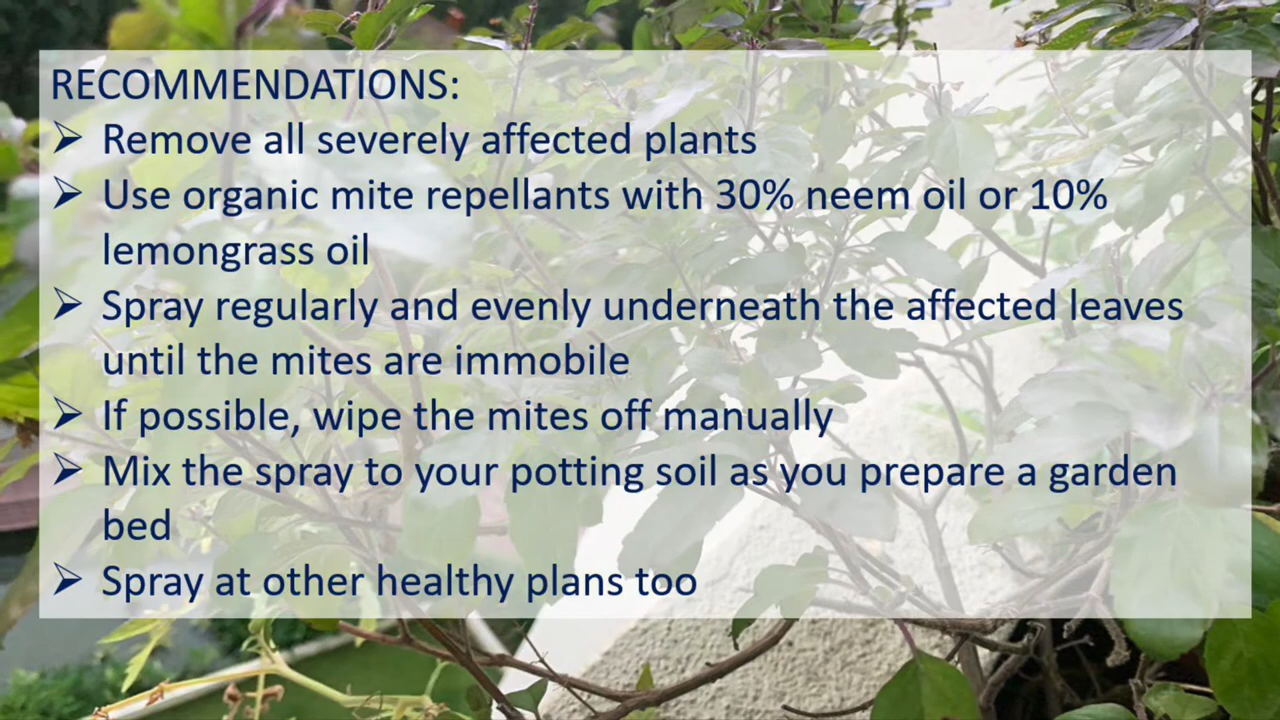 RECOMMENDATIONS:
➢ Remove all severely affected plants
➢ Use organic mite repellants with 30% neem oil or 10%
lemongrass oil
➢ Spray regularly and evenly underneath the affected leaves
until the mites are immobile
➢ If possible, wipe the mites off manually
➢ Mix the spray to your potting soil as you prepare a garden
bed
➢ Spray at other healthy plans too